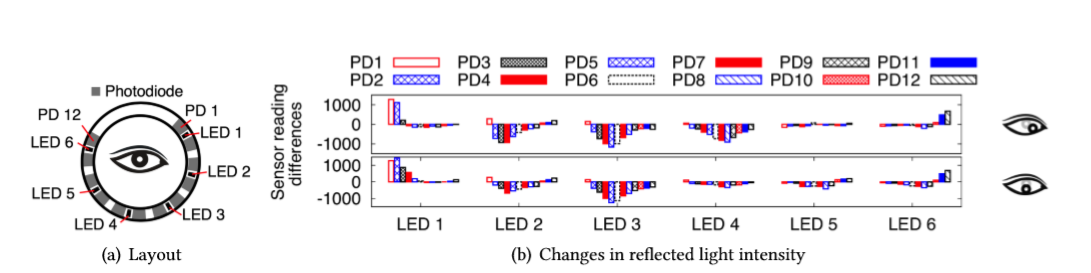 Photodiode
PD 12
PD 1
LED 1
LED 6
LED 2
LED 5
LED 3
LED 4
(a) Layout
PD1 PD3 PD5 PD7 PD9 PD11
PD2 PD4 PD6 PD8 PD10 PD12
Sensor reading
differences
1000
0
-1000
1000
0
-1000
LED 1 LED 2 LED 3 LED 4 LED 5 LED 6
(b) Changes in reflected light intensity